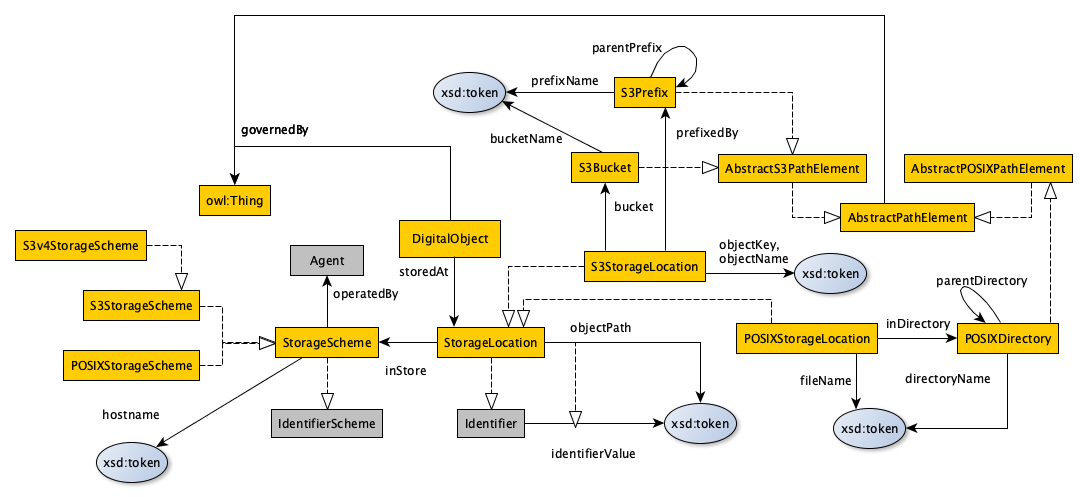 parentPrefix
xsd:token
prefixName
S3Prefix
governedBy
bucketName
prefixedBy
S3Bucket
AbstractS3PathElement
AbstractPOSIXPathElement
owl:Thing
bucket
AbstractPathElement
S3v4StorageScheme
DigitalObject
Agent
storedAt
S3StorageLocation
objectKey,
objectName
xsd:token
S3StorageScheme
operatedBy
parentDirectory
StorageScheme
StorageLocation
objectPath
POSIXStorageLocation
inDirectory
POSIXDirectory
POSIXStorageScheme
inStore
fileName
directoryName
hostname
IdentifierScheme
Identifier
xsd:token
xsd:token
identifierValue
xsd:token